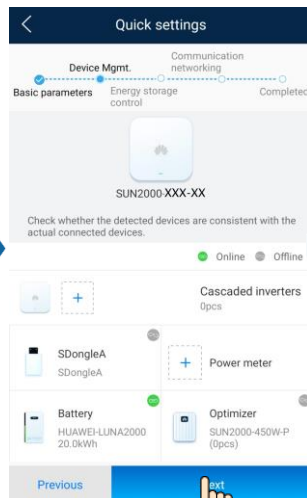 Quick settings
Communication
Device Mgmt.
networking
Basic parameters
Energy storage
Completed
control
SUN2000-XXX-XX
Check whether the detected devices are consistent with the
actual connected devices.
Online
Offline
+
Cascaded inverters
0pcs
SDongleA
SDongleA
+
Power meter
Battery
HUAWEI-LUNA2000
20.0kWh
Optimizer
SUN2000-450W-P
(0pcs)
Previous
ext